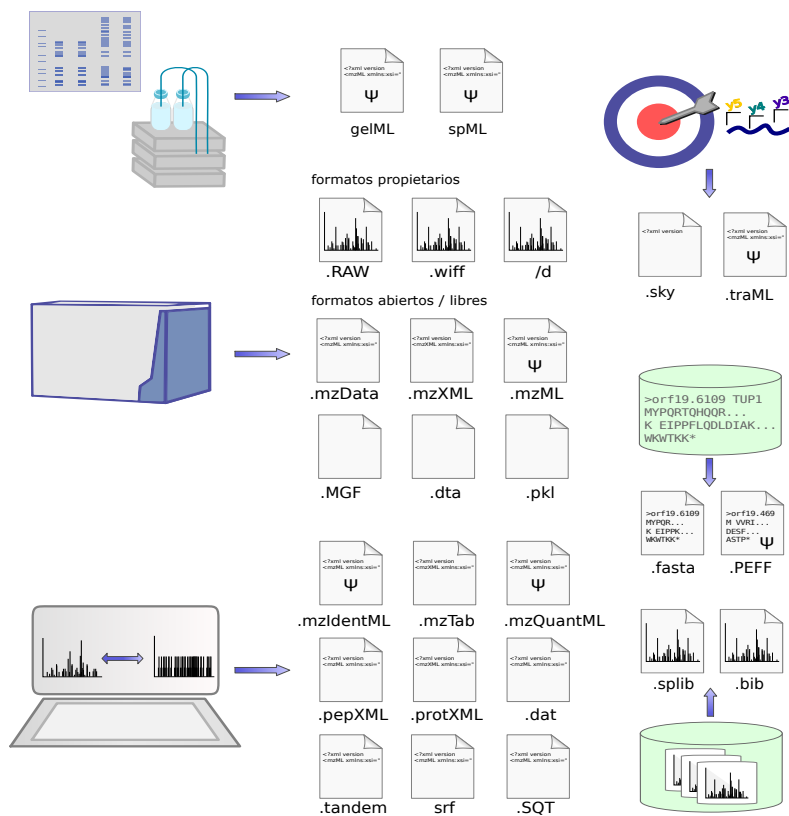 <?xml version
<mzML xmlns:xsi="
Ψ
gelML
<?xml version
<mzML xmlns:xsi="
Ψ
spML
y5
y4
y3
formatos propietarios
.RAW
.wiff
/d
<?xml version
.sky
<?xml version
<mzML xmlns:xsi="
Ψ
.traML
formatos abiertos / libres
<?xml version
<mzML xmlns:xsi="
.mzData
<?xml version
<mzXML xmlns:xsi="
.mzXML
<?xml version
<mzML xmlns:xsi="
Ψ
.mzML
.MGF
.dta
.pkl
>orf19.6109 TUP1
MYPQRTQHQQR...
K EIPPFLQDLDIAK...
WKWTKK*
>orf19.6109
MYPQR...
K EIPPK...
WKWTKK*
.fasta
>orf19.469
M VVRI...
DESF...
ASTP*
Ψ
.PEFF
<?xml version
<mzML xmlns:xsi="
Ψ
.mzIdentML
<?xml version
<mzXML xmlns:xsi="
.mzTab
<?xml version
<mzML xmlns:xsi="
Ψ
.mzQuantML
<?xml version
<mzML xmlns:xsi="
.pepXML
<?xml version
<mzXML xmlns:xsi="
.protXML
<?xml version
<mzML xmlns:xsi="
.dat
.splib
.bib
<?xml version
<mzML xmlns:xsi="
.tandem
<?xml version
<mzML xmlns:xsi="
srf
<?xml version
<mzML xmlns:xsi="
.SQT